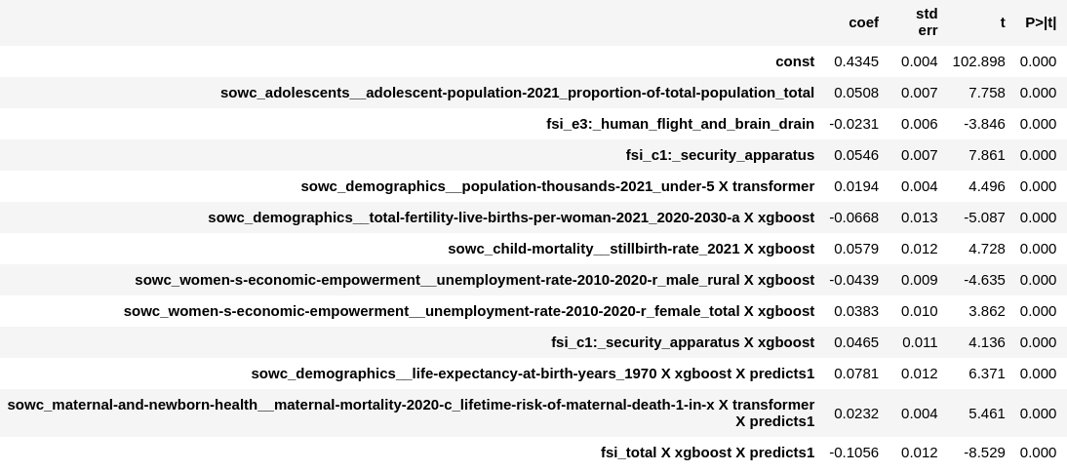 coef std err t P>|t|
const 0.4345 0.004 102.898 0.000
sowc_adolescents__adolescent-population-2021_proportion-of-total-population_total 0.0508 0.007 7.758 0.000
fsi_e3:_human_flight_and_brain_drain -0.0231 0.006 -3.846 0.000
fsi_c1:_security_apparatus 0.0546 0.007 7.861 0.000
sowc_demographics__population-thousands-2021_under-5 X transformer 0.0194 0.004 4.496 0.000
sowc_demographics__total-fertility-live-births-per-woman-2021_2020-2030-a X xgboost -0.0668 0.013 -5.087 0.000
sowc_child-mortality__stillbirth-rate_2021 X xgboost 0.0579 0.012 4.728 0.000
sowc_women-s-economic-empowerment__unemployment-rate-2010-2020-r_male_rural X xgboost -0.0439 0.009 -4.635 0.000
sowc_women-s-economic-empowerment__unemployment-rate-2010-2020-r_female_total X xgboost 0.0383 0.010 3.862 0.000
fsi_c1:_security_apparatus X xgboost 0.0465 0.011 4.136 0.000
sowc_demographics__life-expectancy-at-birth-years_1970 X xgboost X predicts1 0.0781 0.012 6.371 0.000
sowc_maternal-and-newborn-health__maternal-mortality-2020-c_lifetime-risk-of-maternal-death-1-in-x X transformer
X predicts1 0.0232 0.004 5.461 0.000
fsi_total X xgboost X predicts1 -0.1056 0.012 -8.529 0.000